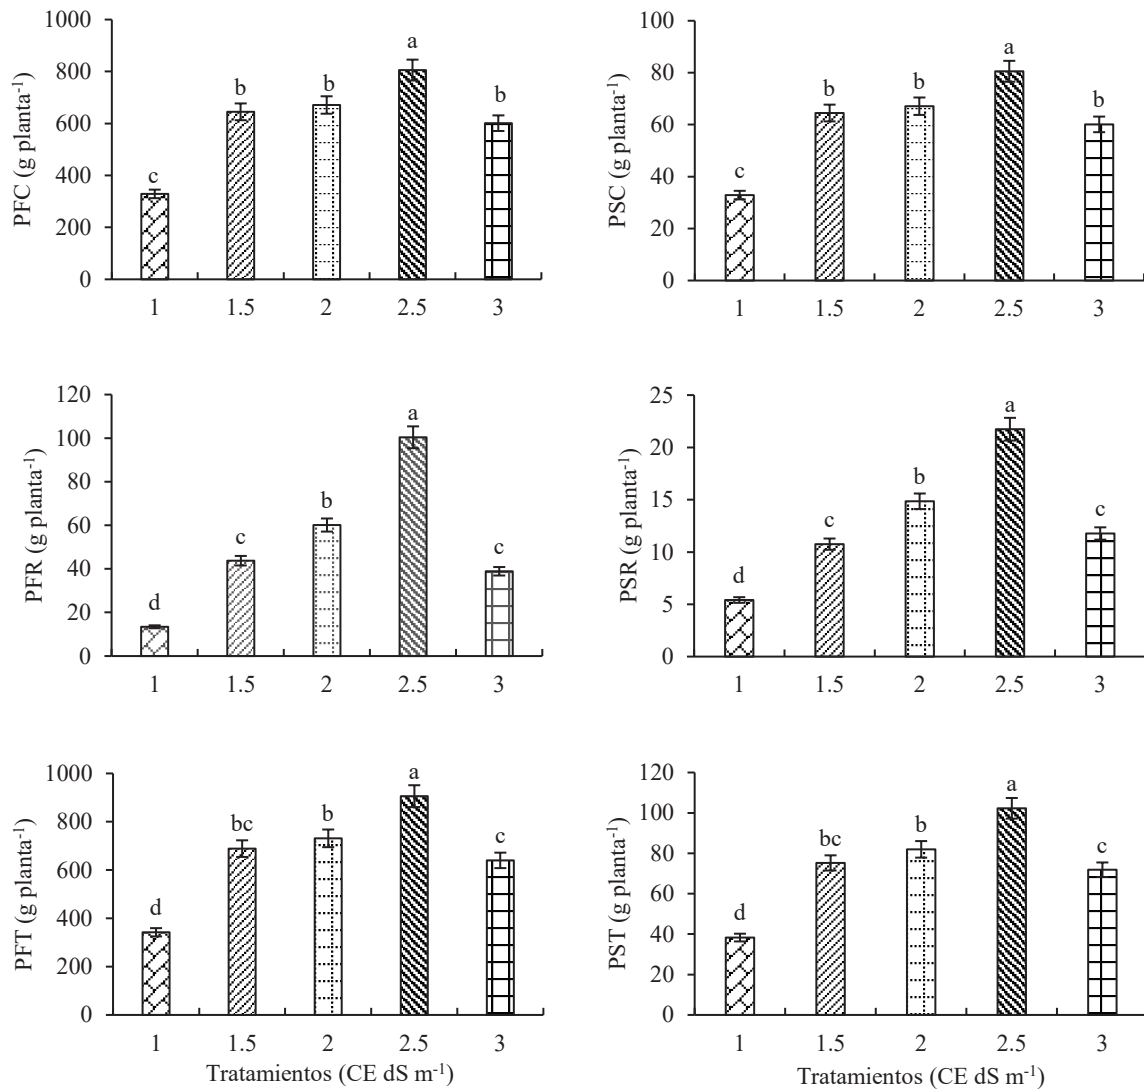 PFC (g planta⁻¹)
1000
800
600
400
200
0
c
b
b
a
b
1 1.5 2 2.5 3
PSC (g planta⁻¹)
100
80
60
40
20
0
c
b
b
a
b
1 1.5 2 2.5 3
PFR (g planta⁻¹)
120
100
80
60
40
20
0
d
c
b
a
c
1 1.5 2 2.5 3
PSR (g planta⁻¹)
25
20
15
10
5
0
d
c
b
a
c
1 1.5 2 2.5 3
PFT (g planta⁻¹)
1000
800
600
400
200
0
d
bc
b
a
c
1 1.5 2 2.5 3
Tratamientos (CE dS m⁻¹)
PST (g planta⁻¹)
120
100
80
60
40
20
0
d
bc
b
a
c
1 1.5 2 2.5 3
Tratamientos (CE dS m⁻¹)